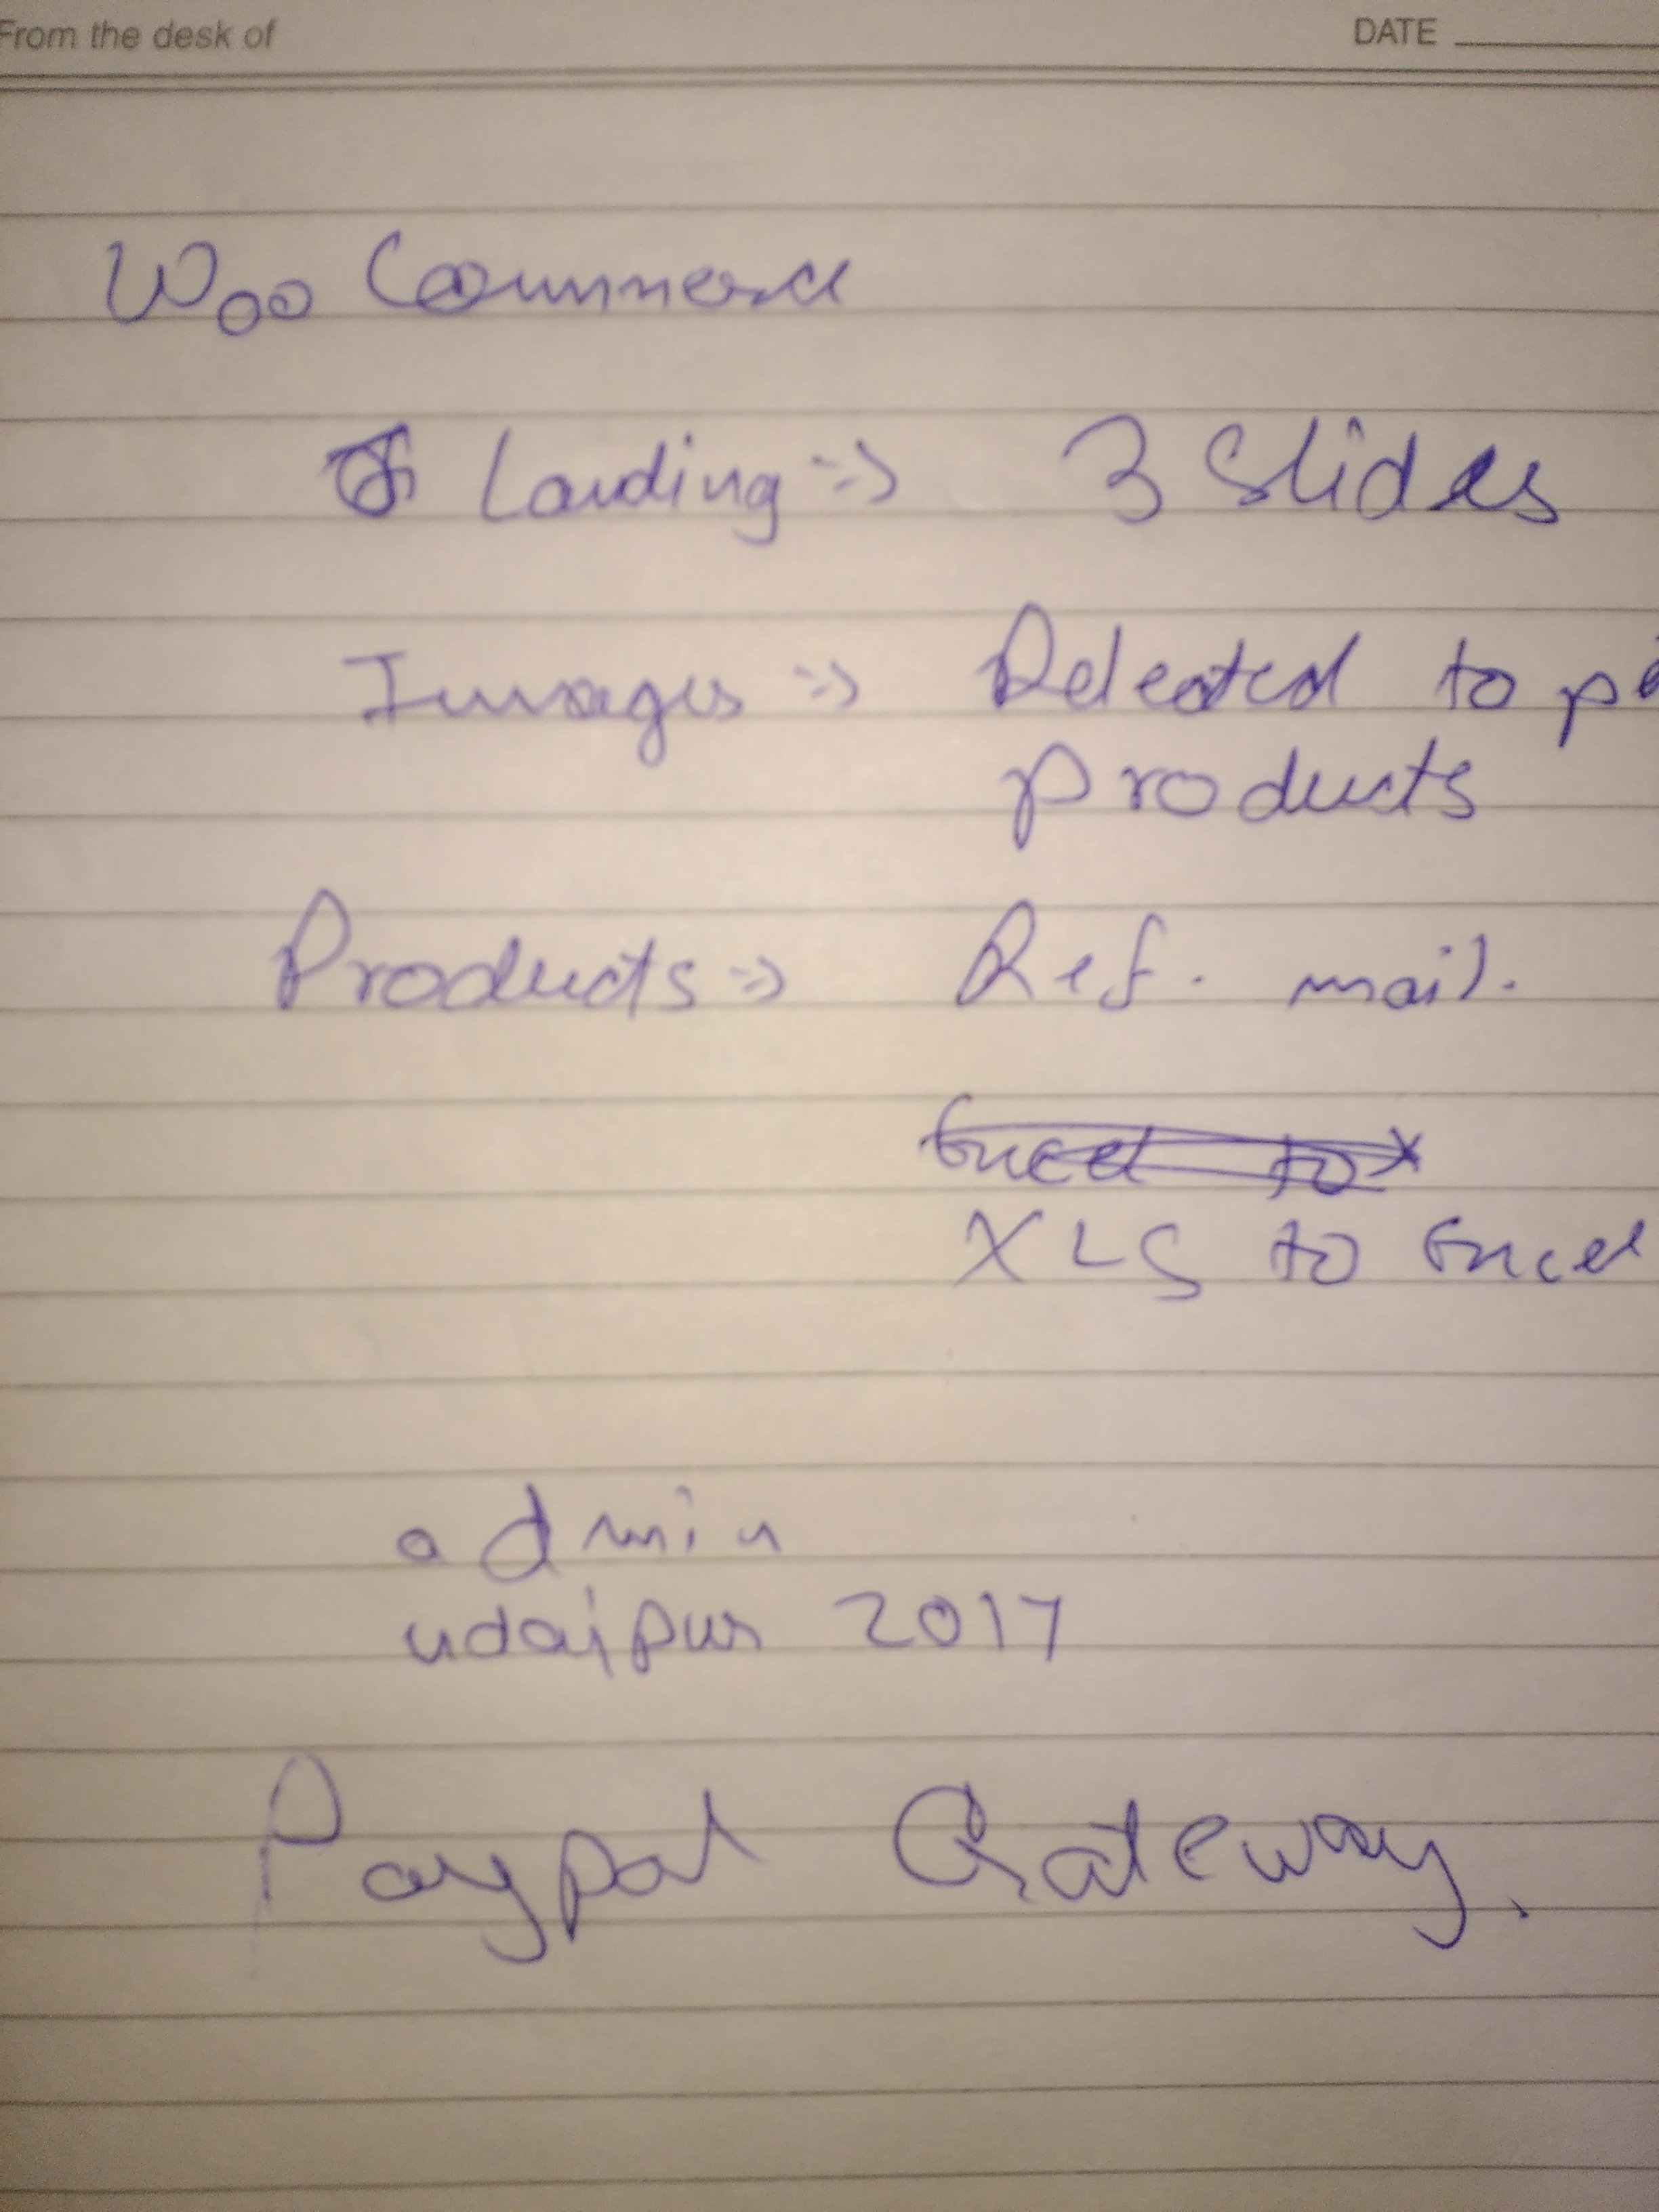 From the desk of DATE
Woo Commerce
Landing => 3 Slides
Images => Releated to
products
Products => Ref. mail.
Excel to X
XLS to Excel
admin
udaipur 2017
Paypal Gateway.